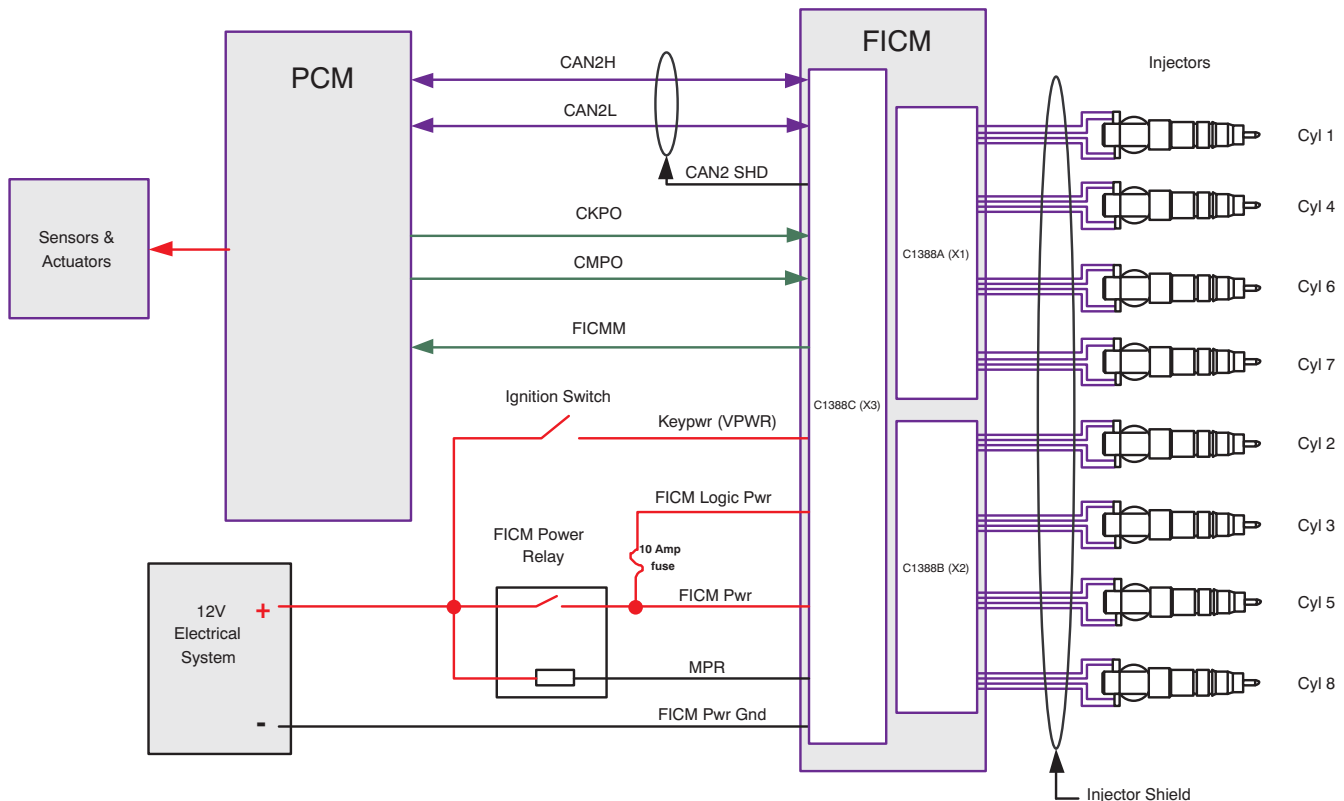 FICM
PCM
Injectors
CAN2H
CAN2L
CAN2 SHD
CKPO
CMPO
FICMM
Sensors &
Actuators
C1388A (X1)
C1388C (X3)
C1388B (X2)
Cyl 1
Cyl 4
Cyl 6
Cyl 7
Cyl 2
Cyl 3
Cyl 5
Cyl 8
Ignition Switch
Keypwr (VPWR)
FICM Logic Pwr
FICM Power
Relay
10 Amp
fuse
FICM Pwr
12V
Electrical
System
+
-
MPR
FICM Pwr Gnd
Injector Shield